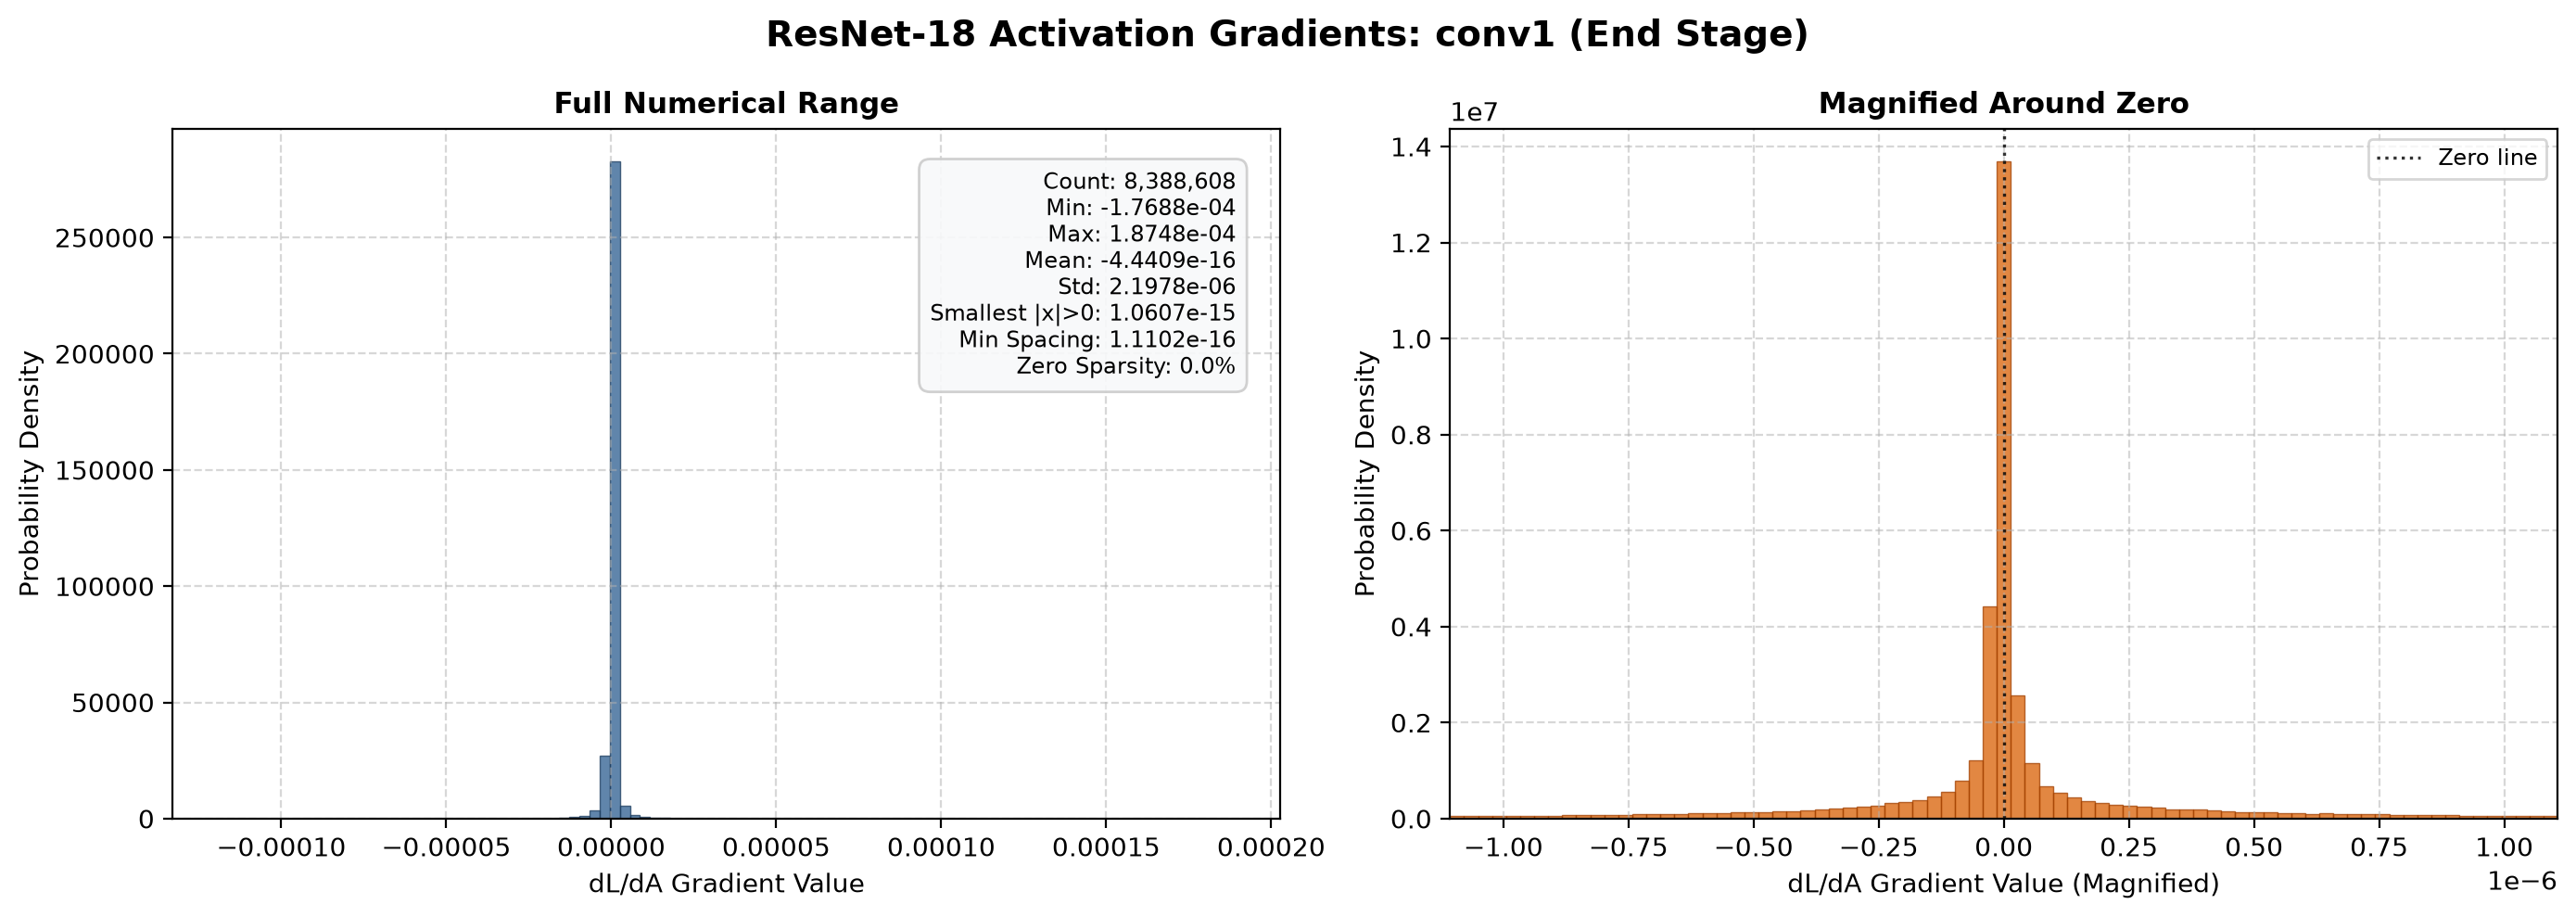 ResNet-18 Activation Gradients: conv1 (End Stage)
Full Numerical Range
Probability Density
250000
200000
150000
100000
50000
0
Count: 8,388,608
Min: -1.7688e-04
Max: 1.8748e-04
Mean: -4.4409e-16
Std: 2.1978e-06
Smallest |x|>0: 1.0607e-15
Min Spacing: 1.1102e-16
Zero Sparsity: 0.0%
−0.00010 −0.00005 0.00000 0.00005 0.00010 0.00015 0.00020
dL/dA Gradient Value
Magnified Around Zero
1e7
Probability Density
1.4
1.2
1.0
0.8
0.6
0.4
0.2
0.0
Zero line
−1.00 −0.75 −0.50 −0.25 0.00 0.25 0.50 0.75 1.00
1e−6
dL/dA Gradient Value (Magnified)